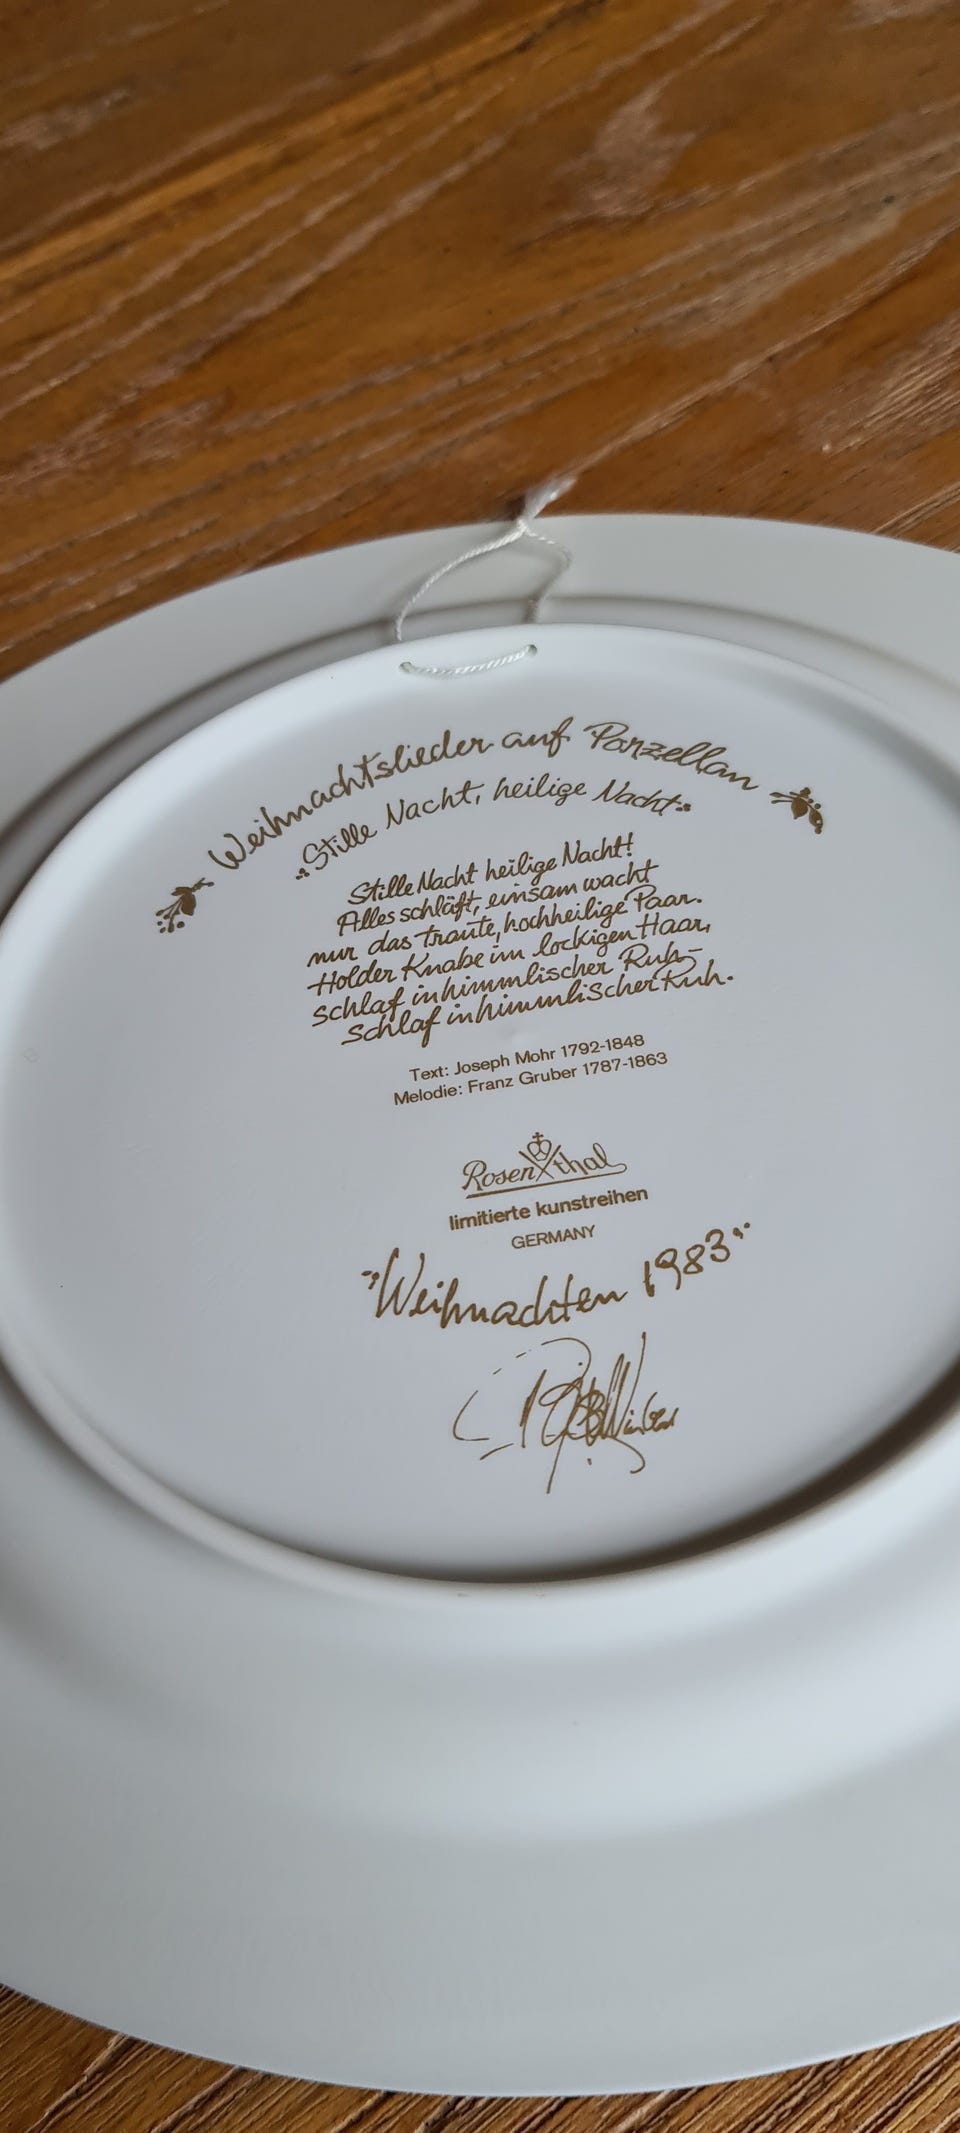 Weihnachtslieder auf Porzellan
„Stille Nacht, heilige Nacht“
Stille Nacht heilige Nacht!
Alles schläft, einsam wacht
nur das traute, hochheilige Paar.
Holder Knabe im lockigen Haar,
schlaf in himmlischer Ruh-
schlaf in himmlischer Ruh.
Text: Joseph Mohr 1792-1848
Melodie: Franz Gruber 1787-1863
Rosenthal
limitierte kunstreihen
GERMANY
„Weihnachten 1983“